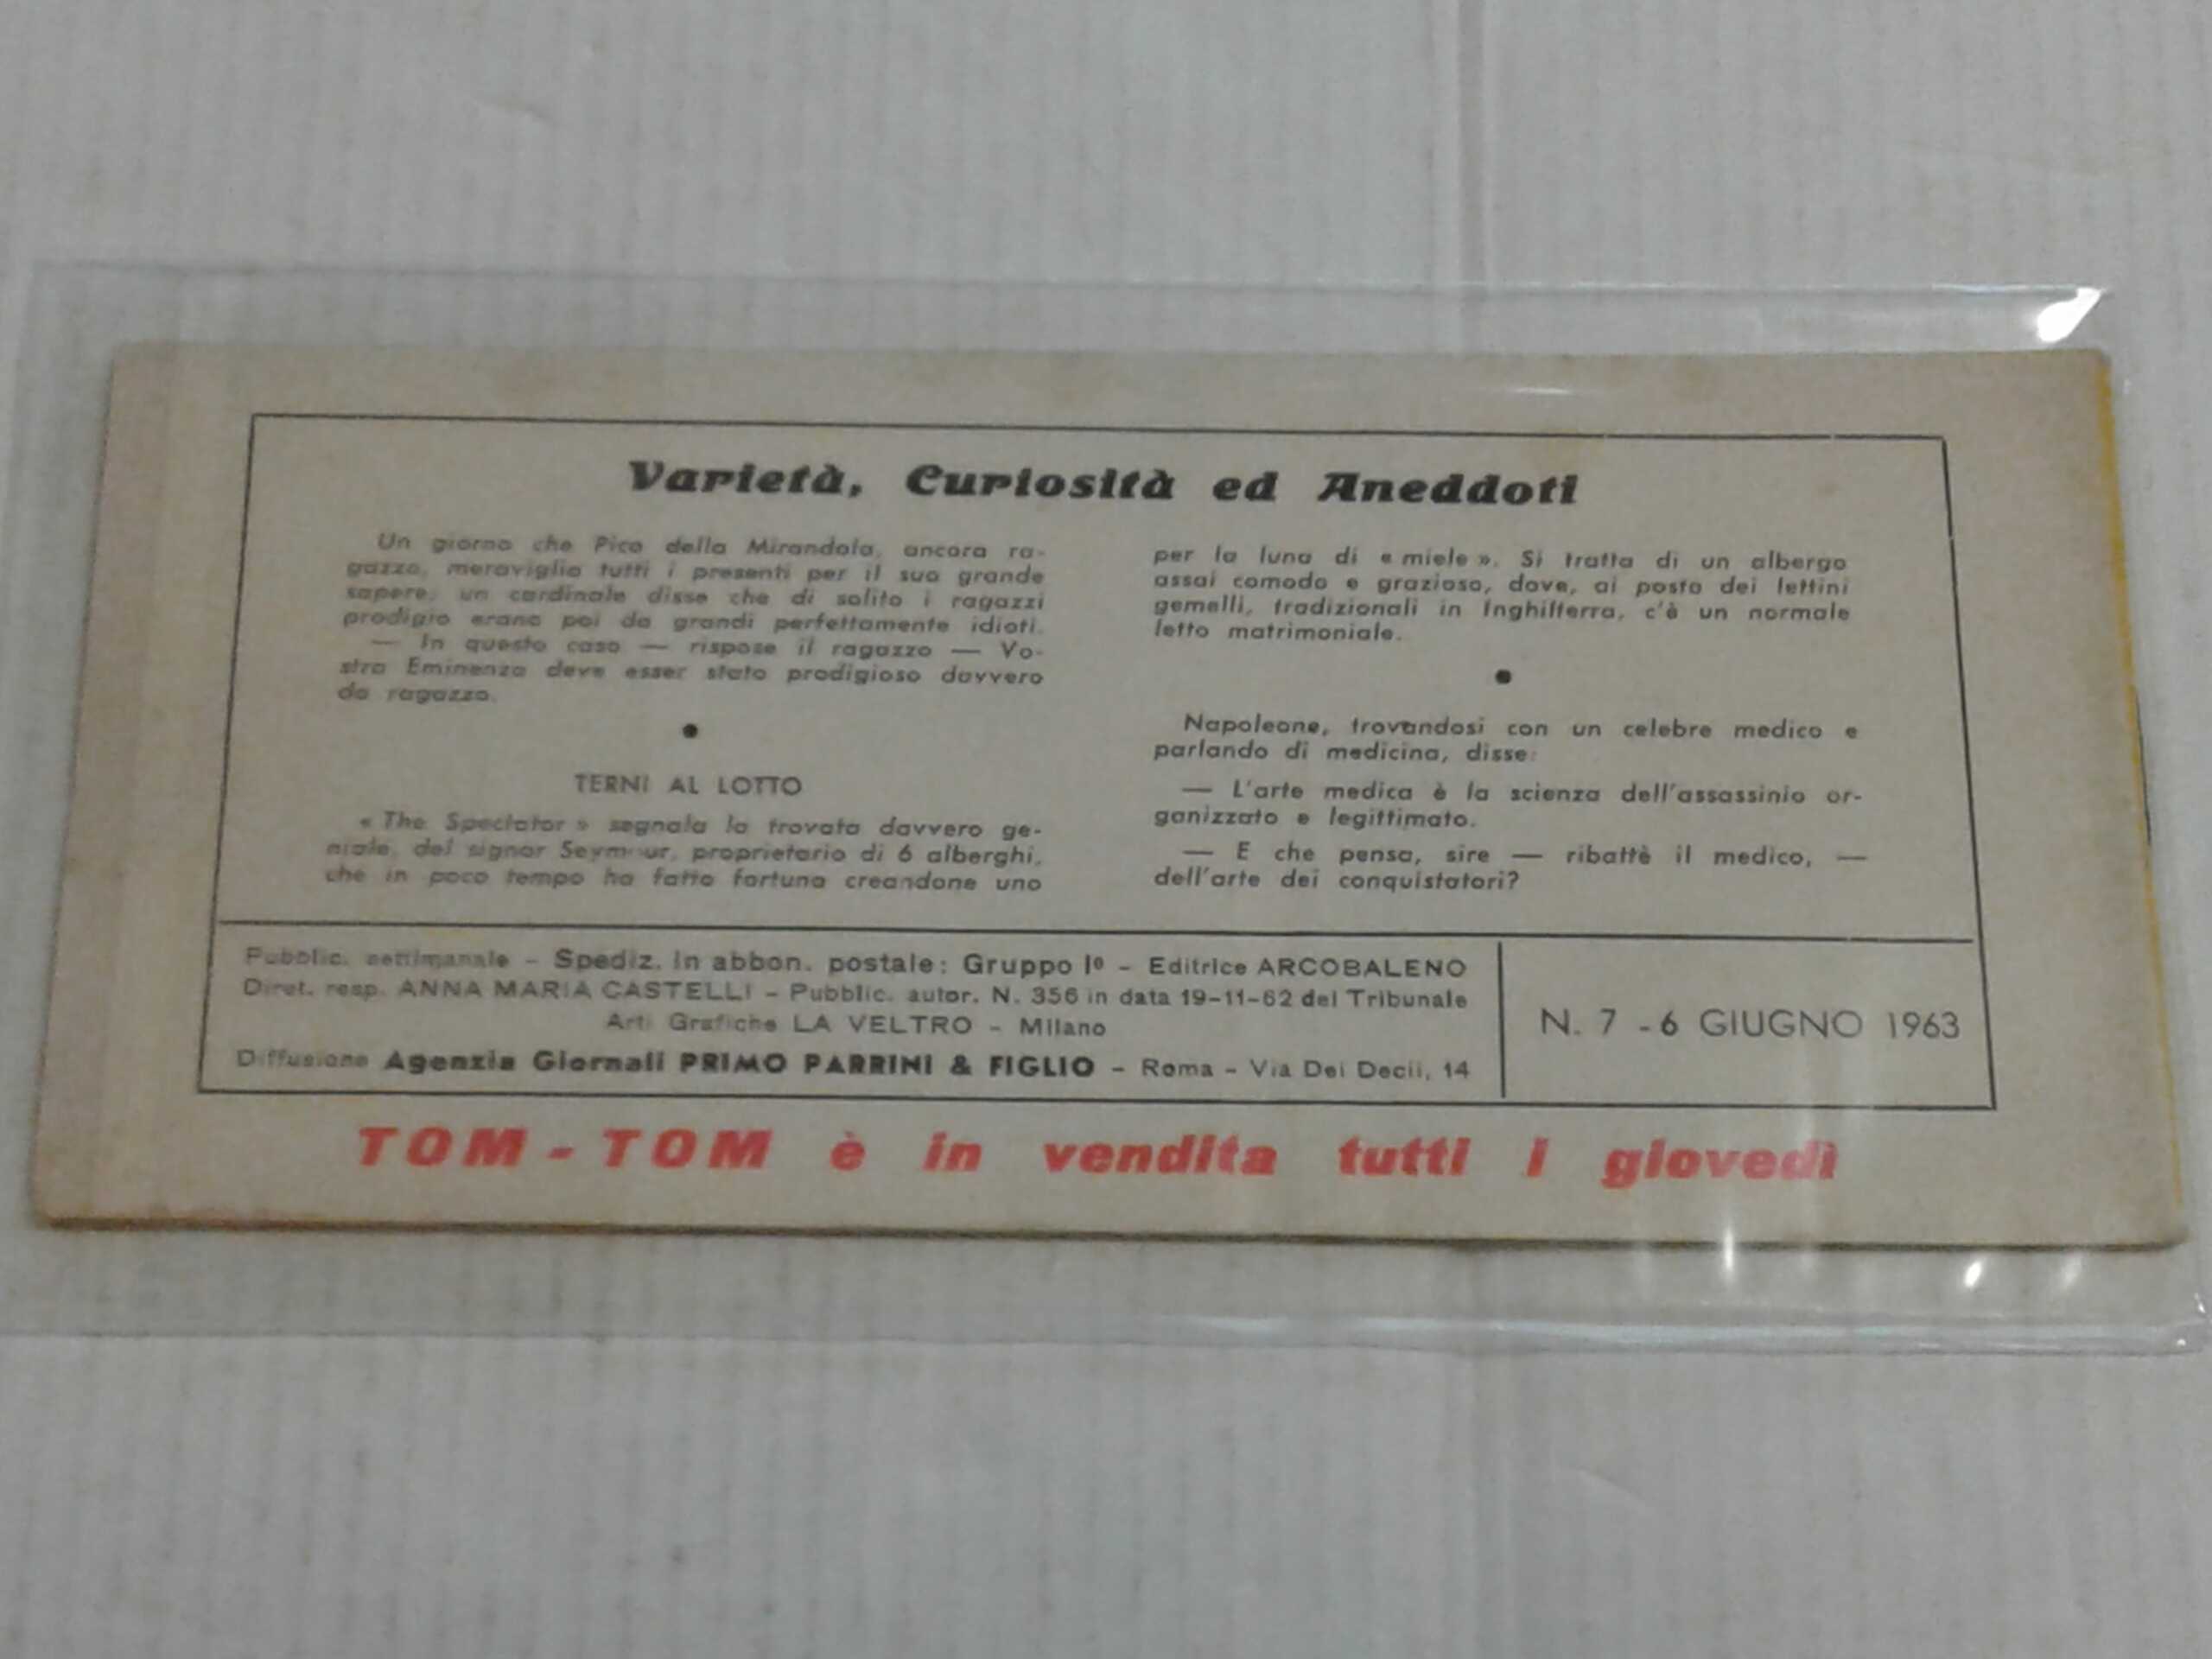 Varietà, Curiosità ed Aneddoti
Un giorno che Pico della Mirandola, ancora ra-
gazzo, meraviglia tutti i presenti per il suo grande
sapere, un cardinale disse che di solito i ragazzi
prodigio erano poi da grandi perfettamente idioti.
— In questo caso — rispose il ragazzo — Vo-
stra Eminenza deve esser stato prodigioso davvero
da ragazzo.
TERNI AL LOTTO
« The Spectator » segnala la trovata davvero ge-
niale, del signor Seymour, proprietario di 6 alberghi,
che in poco tempo ha fatto fortuna creandone uno
per la luna di « miele ». Si tratta di un albergo
assai comodo e grazioso, dove, al posto dei lettini
gemelli, tradizionali in Inghilterra, c'è un normale
letto matrimoniale.
Napoleone, trovandosi con un celebre medico e
parlando di medicina, disse:
— L'arte medica è la scienza dell'assassinio or-
ganizzato e legittimato.
— E che pensa, sire — ribattè il medico, —
dell'arte dei conquistatori?
Pubblic. settimanale - Spediz. in abbon. postale: Gruppo Iº - Editrice ARCOBALENO
Diret. resp. ANNA MARIA CASTELLI - Pubblic. autor. N. 356 in data 19-11-62 del Tribunale
Arti Grafiche LA VELTRO - Milano
Diffusione Agenzia Giornali PRIMO PARRINI & FIGLIO - Roma - Via Dei Decii, 14
N. 7 - 6 GIUGNO 1963
TOM - TOM è in vendita tutti i giovedì